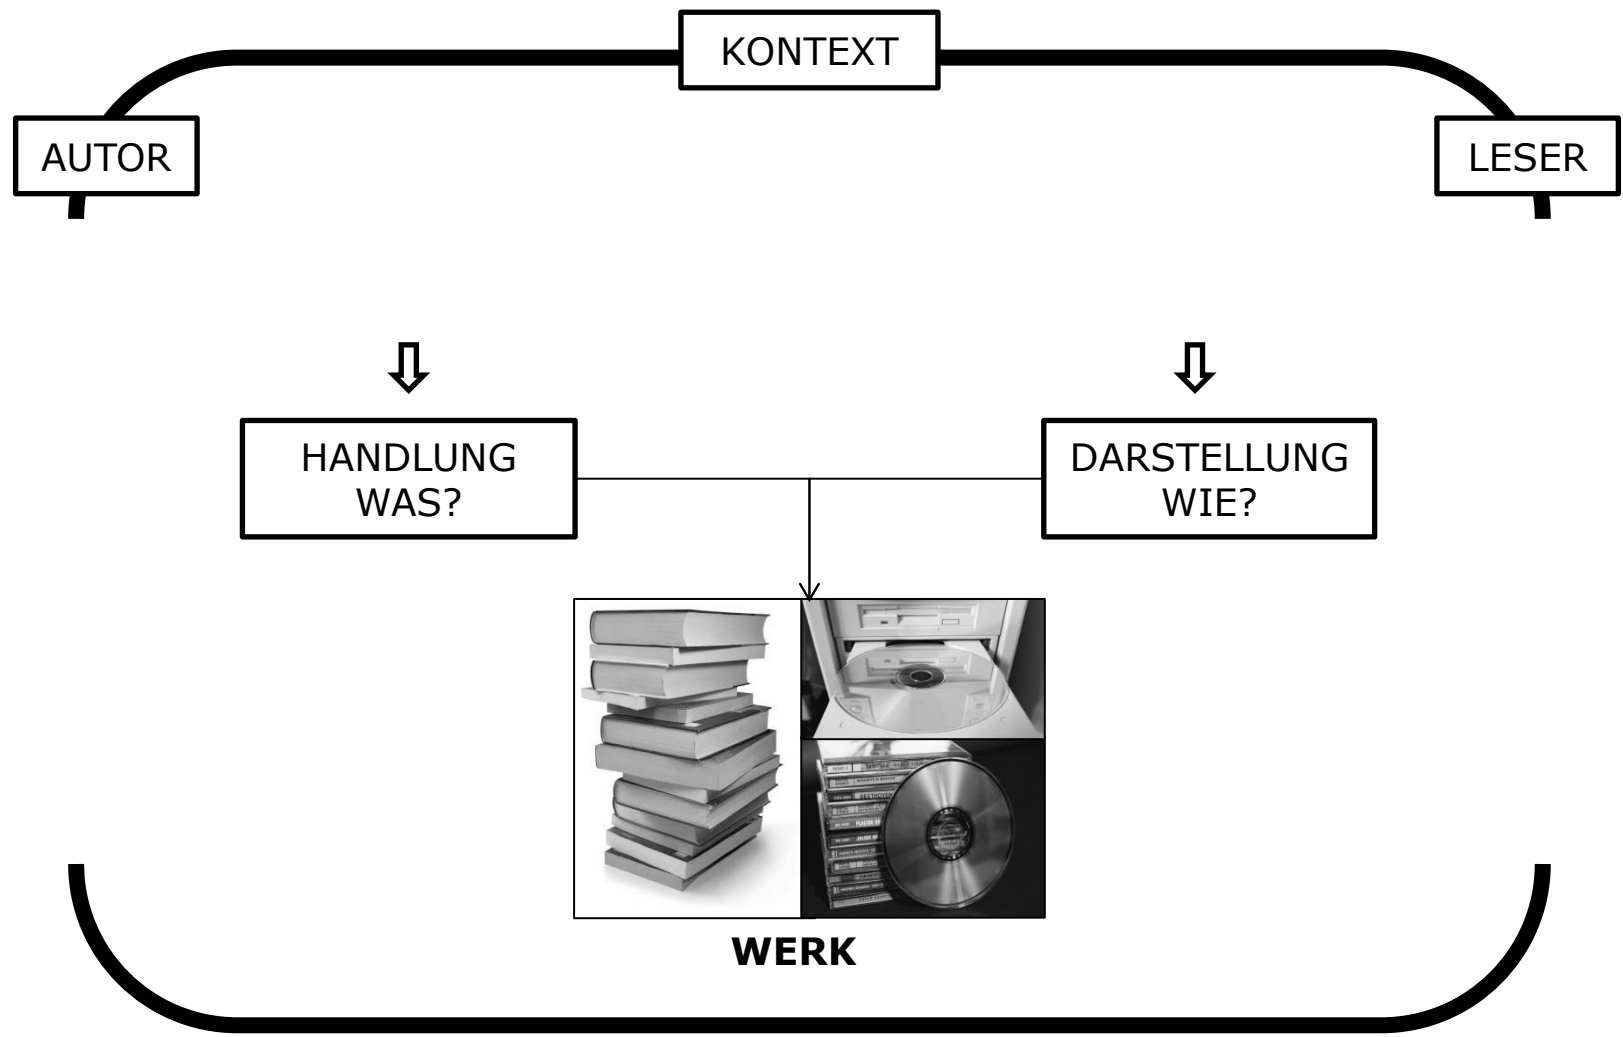 KONTEXT
AUTOR
LESER
HANDLUNG
WAS?
DARSTELLUNG
WIE?
WERK